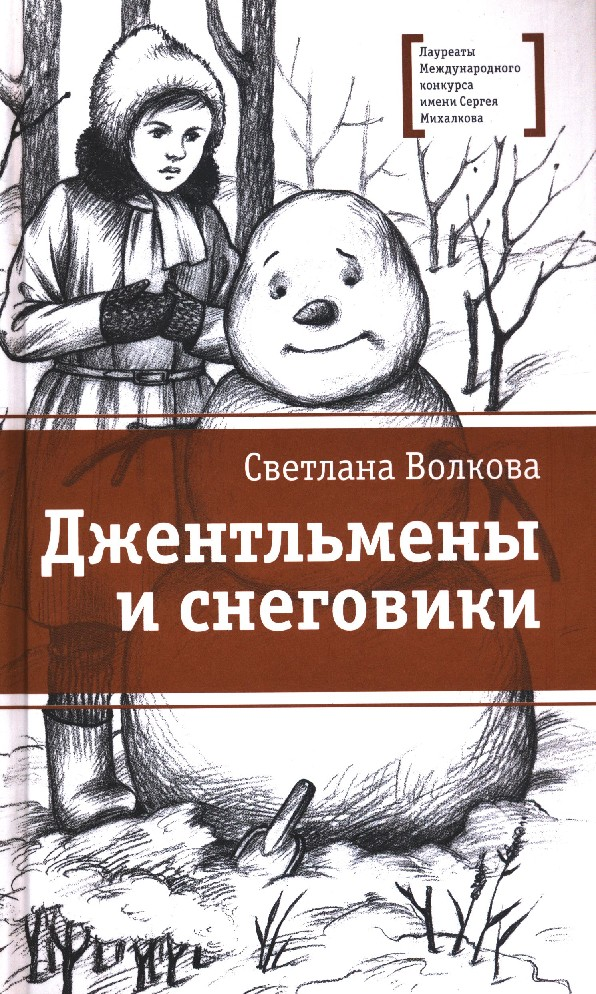 Лауреаты
Международного
конкурса
имени Сергея
Михалкова
Светлана Волкова
Джентльмены
и снеговики